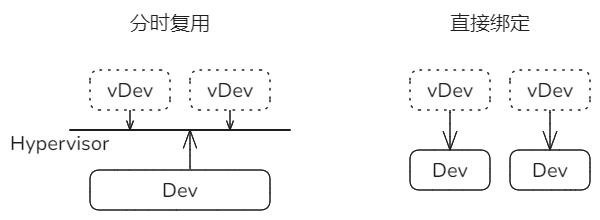 分时复用
直接绑定
vDev
vDev
vDev
vDev
Hypervisor
Dev
Dev
Dev